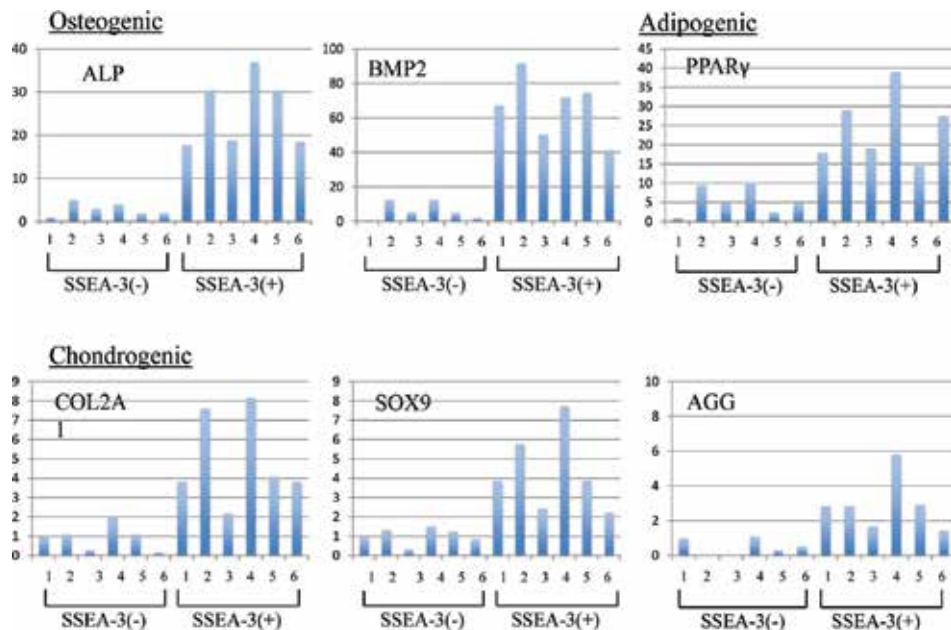 Osteogenic
Adipogenic
ALP
40
30
20
10
0
1 2 3 4 5 6 1 2 3 4 5 6
SSEA-3(-) SSEA-3(+)
BMP2
100
80
60
40
20
0
1 2 3 4 5 6 1 2 3 4 5 6
SSEA-3(-) SSEA-3(+)
PPARγ
45
40
35
30
25
20
15
10
5
0
1 2 3 4 5 6 1 2 3 4 5 6
SSEA-3(-) SSEA-3(+)
Chondrogenic
COL2A
1
9
8
7
6
5
4
3
2
1
0
1 2 3 4 5 6 1 2 3 4 5 6
SSEA-3(-) SSEA-3(+)
SOX9
9
8
7
6
5
4
3
2
1
0
1 2 3 4 5 6 1 2 3 4 5 6
SSEA-3(-) SSEA-3(+)
AGG
10
8
6
4
2
0
1 2 3 4 5 6 1 2 3 4 5 6
SSEA-3(-) SSEA-3(+)